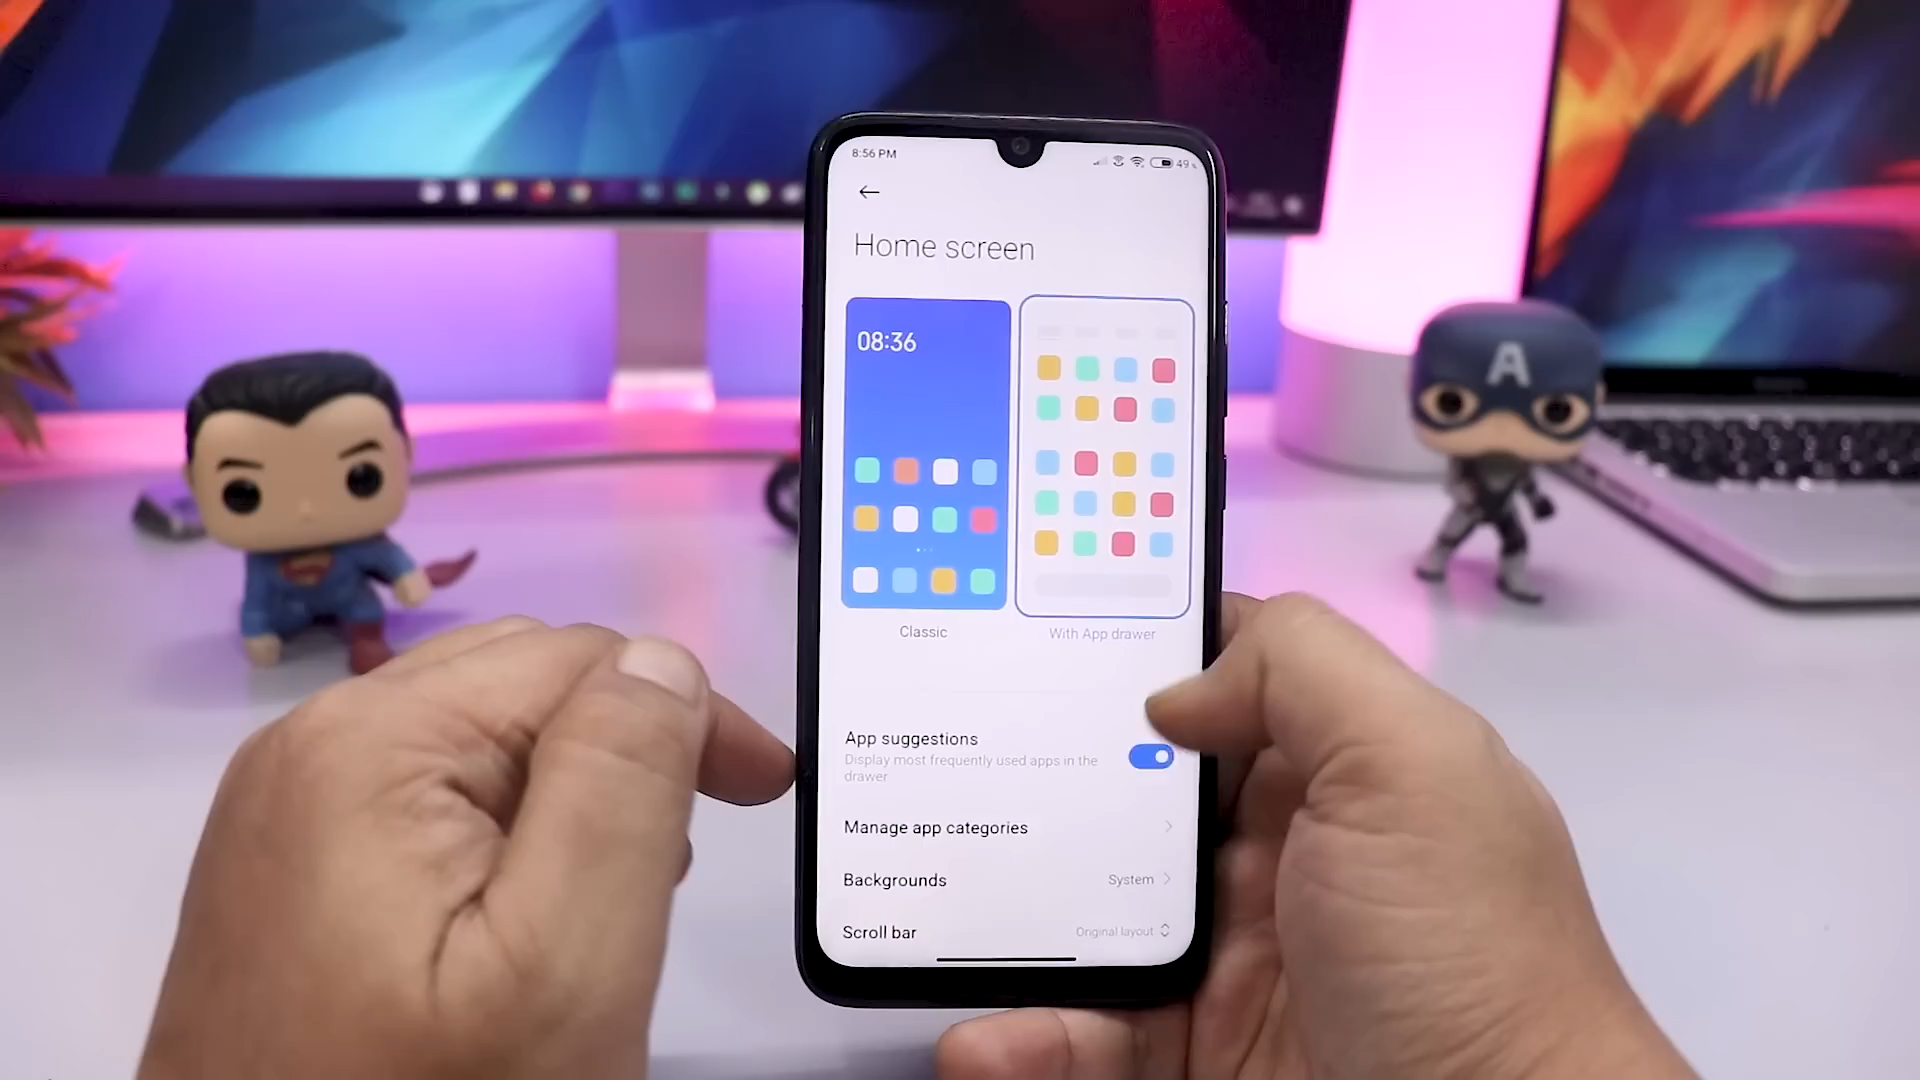 8:56 PM
49
Home screen
08:36
Classic
With App drawer
App suggestions
Display most frequently used apps in the
drawer
Manage app categories
Backgrounds
System
Scroll bar
Original layout
A